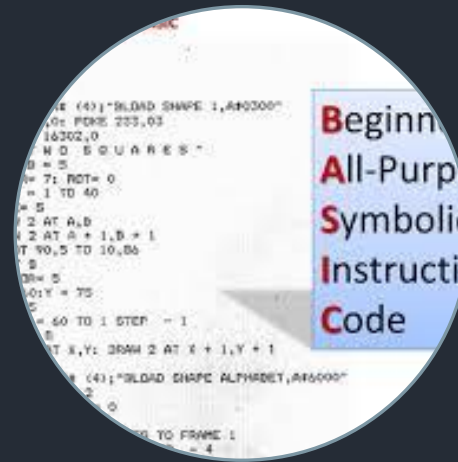 # (4);"BLOAD SHAPE 1,A#0300"
0: POKE 233,03
16302,0
W O S Q U A R E S "
B = 5
= 7: ROT= 0
= 1 TO 40
= 5
2 AT A,B
2 AT A + 1,B + 1
T 90,5 TO 10,86
B
OR= 5
Y = 75
= 60 TO 1 STEP - 1
T X,Y: DRAW 2 AT X + 1,Y + 1
# (4);"BLOAD SHAPE ALPHABET,A#6000"
2
0
TO FRAME 1
= 4
Beginn
All-Purp
Symbolic
Instructi
Code